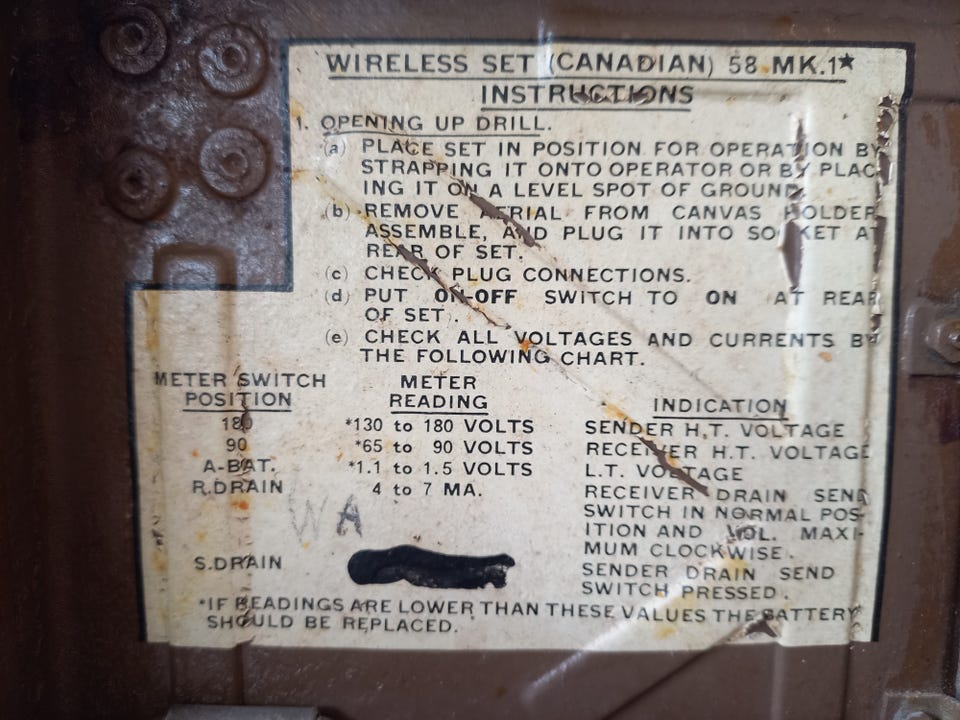 WIRELESS SET (CANADIAN) 58 MK.1*
INSTRUCTIONS
1. OPENING UP DRILL.
(a) PLACE SET IN POSITION FOR OPERATION BY
STRAPPING IT ONTO OPERATOR OR BY PLAC
ING IT ON A LEVEL SPOT OF GROUND
(b) REMOVE AERIAL FROM CANVAS HOLDER
ASSEMBLE, AND PLUG IT INTO SOCKET AT
REAR OF SET.
(c) CHECK PLUG CONNECTIONS.
(d) PUT ON-OFF SWITCH TO ON AT REAR
OF SET.
(e) CHECK ALL VOLTAGES AND CURRENTS BY
THE FOLLOWING CHART.
METER SWITCH POSITION METER READING INDICATION
180 *130 to 180 VOLTS SENDER H.T. VOLTAGE
90 *65 to 90 VOLTS RECEIVER H.T. VOLTAGE
A-BAT. *1.1 to 1.5 VOLTS L.T. VOLTAGE
R.DRAIN 4 to 7 MA. RECEIVER DRAIN SEND
SWITCH IN NORMAL POS-
ITION AND VOL. MAXI-
MUM CLOCKWISE.
WA
S.DRAIN SENDER DRAIN SEND
SWITCH PRESSED.
*IF READINGS ARE LOWER THAN THESE VALUES THE BATTERY
SHOULD BE REPLACED.